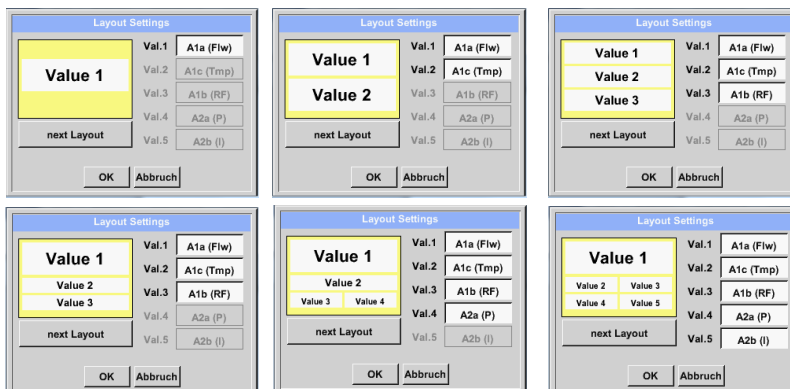 Layout Settings
Value 1
Val.1 A1a (Flw)
Val.2 A1c (Tmp)
Val.3 A1b (RF)
Val.4 A2a (P)
Val.5 A2b (I)
next Layout
OK Abbruch
Layout Settings
Value 1
Value 2
Val.1 A1a (Flw)
Val.2 A1c (Tmp)
Val.3 A1b (RF)
Val.4 A2a (P)
Val.5 A2b (I)
next Layout
OK Abbruch
Layout Settings
Value 1
Value 2
Value 3
Val.1 A1a (Flw)
Val.2 A1c (Tmp)
Val.3 A1b (RF)
Val.4 A2a (P)
Val.5 A2b (I)
next Layout
OK Abbruch
Layout Settings
Value 1
Value 2
Value 3
Val.1 A1a (Flw)
Val.2 A1c (Tmp)
Val.3 A1b (RF)
Val.4 A2a (P)
Val.5 A2b (I)
next Layout
OK Abbruch
Layout Settings
Value 1
Value 2
Value 3 Value 4
Val.1 A1a (Flw)
Val.2 A1c (Tmp)
Val.3 A1b (RF)
Val.4 A2a (P)
Val.5 A2b (I)
next Layout
OK Abbruch
Layout Settings
Value 1
Value 2 Value 3
Value 4 Value 5
Val.1 A1a (Flw)
Val.2 A1c (Tmp)
Val.3 A1b (RF)
Val.4 A2a (P)
Val.5 A2b (I)
next Layout
OK Abbruch